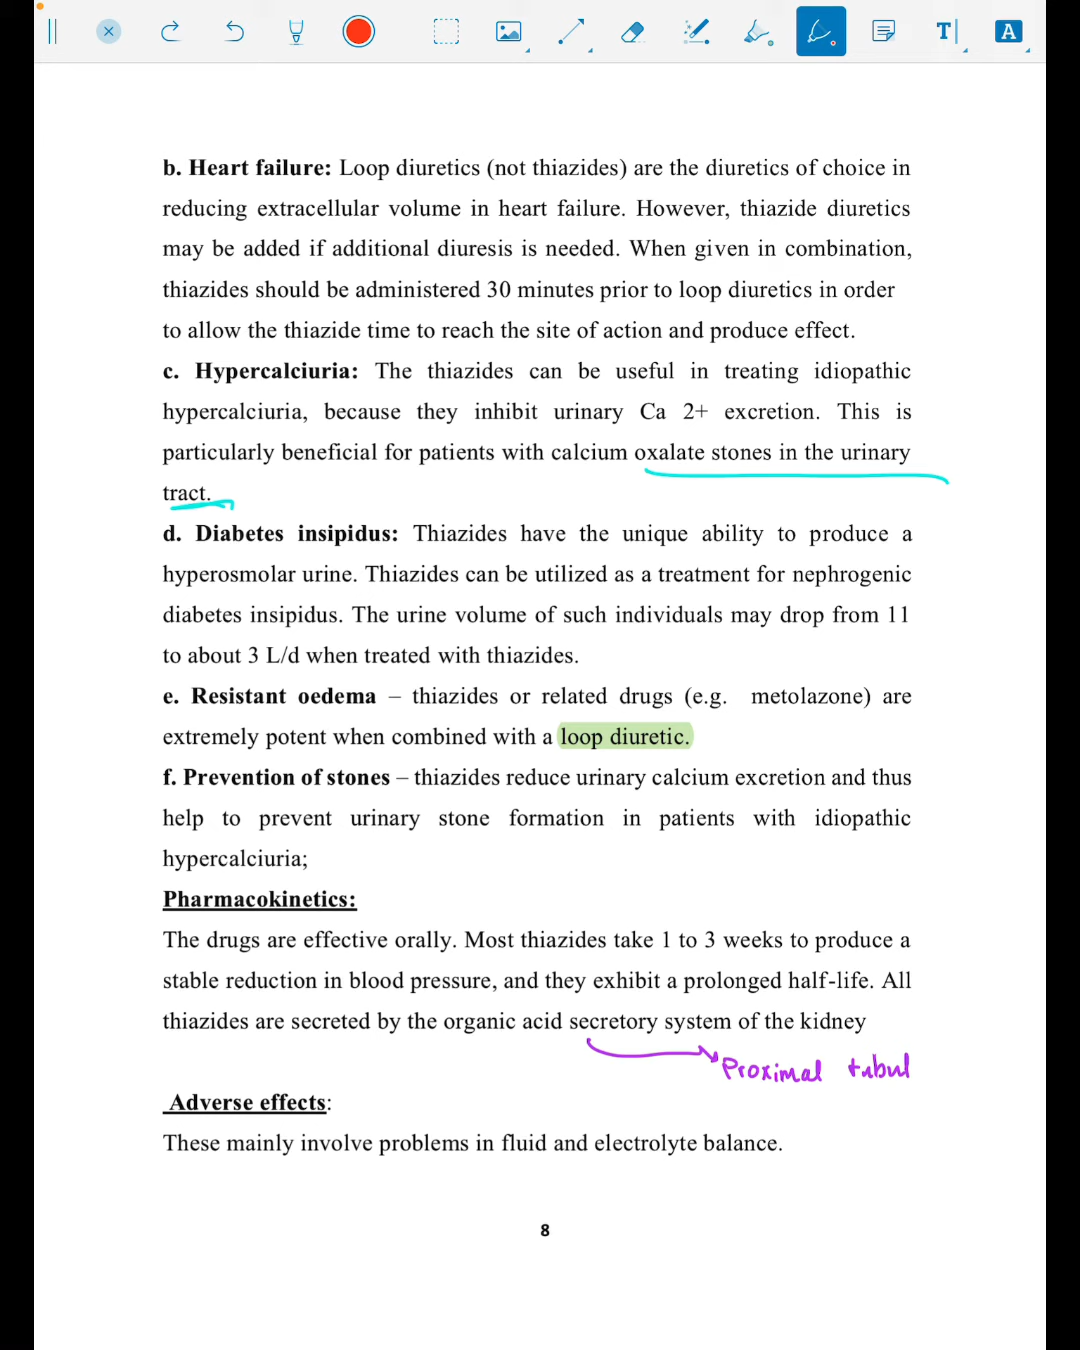 T
A
b. Heart failure: Loop diuretics (not thiazides) are the diuretics of choice in
reducing extracellular volume in heart failure. However, thiazide diuretics
may be added if additional diuresis is needed. When given in combination,
thiazides should be administered 30 minutes prior to loop diuretics in order
to allow the thiazide time to reach the site of action and produce effect.
c. Hypercalciuria: The thiazides can be useful in treating idiopathic
hypercalciuria, because they inhibit urinary Ca 2+ excretion. This is
particularly beneficial for patients with calcium oxalate stones in the urinary
tract.
d. Diabetes insipidus: Thiazides have the unique ability to produce a
hyperosmolar urine. Thiazides can be utilized as a treatment for nephrogenic
diabetes insipidus. The urine volume of such individuals may drop from 11
to about 3 L/d when treated with thiazides.
e. Resistant oedema – thiazides or related drugs (e.g. metolazone) are
extremely potent when combined with a loop diuretic.
f. Prevention of stones – thiazides reduce urinary calcium excretion and thus
help to prevent urinary stone formation in patients with idiopathic
hypercalciuria;
Pharmacokinetics:
The drugs are effective orally. Most thiazides take 1 to 3 weeks to produce a
stable reduction in blood pressure, and they exhibit a prolonged half-life. All
thiazides are secreted by the organic acid secretory system of the kidney
Proximal tubul
Adverse effects:
These mainly involve problems in fluid and electrolyte balance.
8